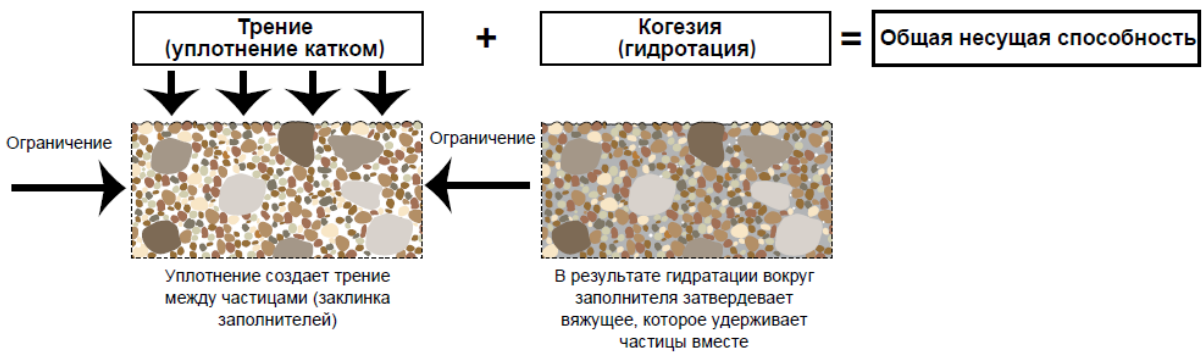 Трение
(уплотнение катком)
+
Когезия
(гидротация)
=
Общая несущая способность
Ограничение
Ограничение
Уплотнение создает трение
между частицами (заклинка
заполнителей)
В результате гидратации вокруг
заполнителя затвердевает
вяжущее, которое удерживает
частицы вместе